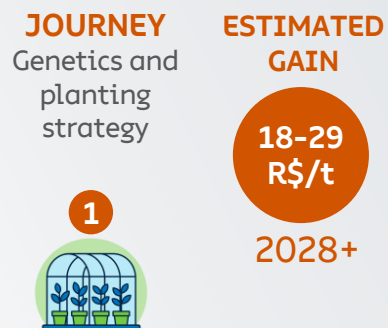 JOURNEY
Genetics and
planting
strategy
1
ESTIMATED
GAIN
18-29
R$/t
2028+